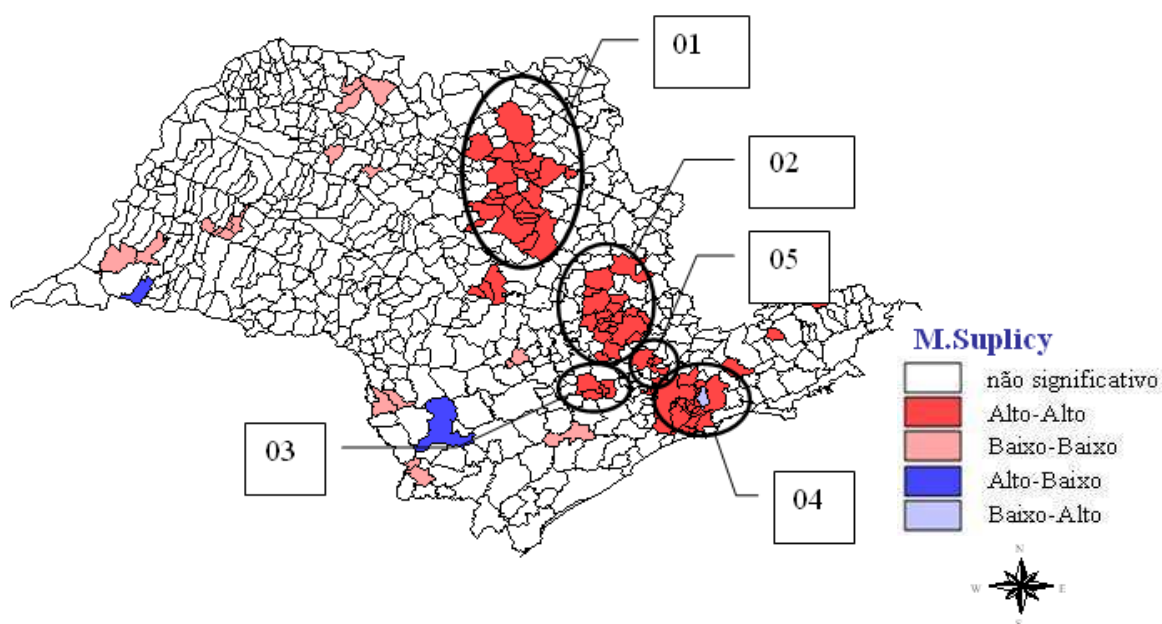 01
02
05
M.Suplicy
não significativo
Alto-Alto
Baixo-Baixo
03
Alto-Baixo
04
Baixo-Alto
N
W E
S